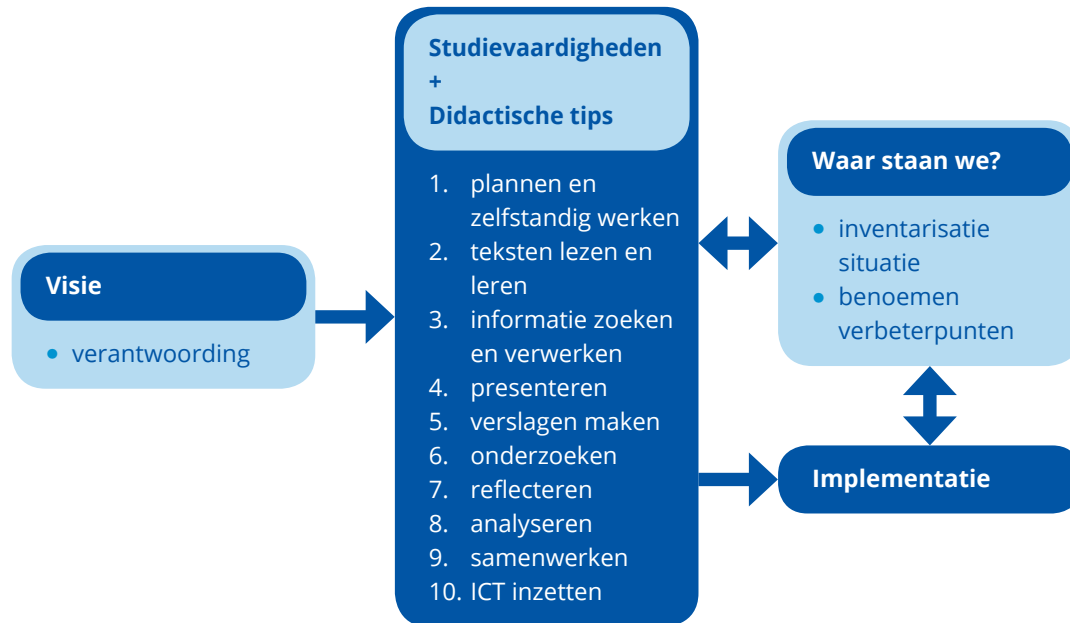 Visie
• verantwoording
Studievaardigheden
+
Didactische tips
1. plannen en
zelfstandig werken
2. teksten lezen en
leren
3. informatie zoeken
en verwerken
4. presenteren
5. verslagen maken
6. onderzoeken
7. reflecteren
8. analyseren
9. samenwerken
10. ICT inzetten
Waar staan we?
• inventarisatie
situatie
• benoemen
verbeterpunten
Implementatie